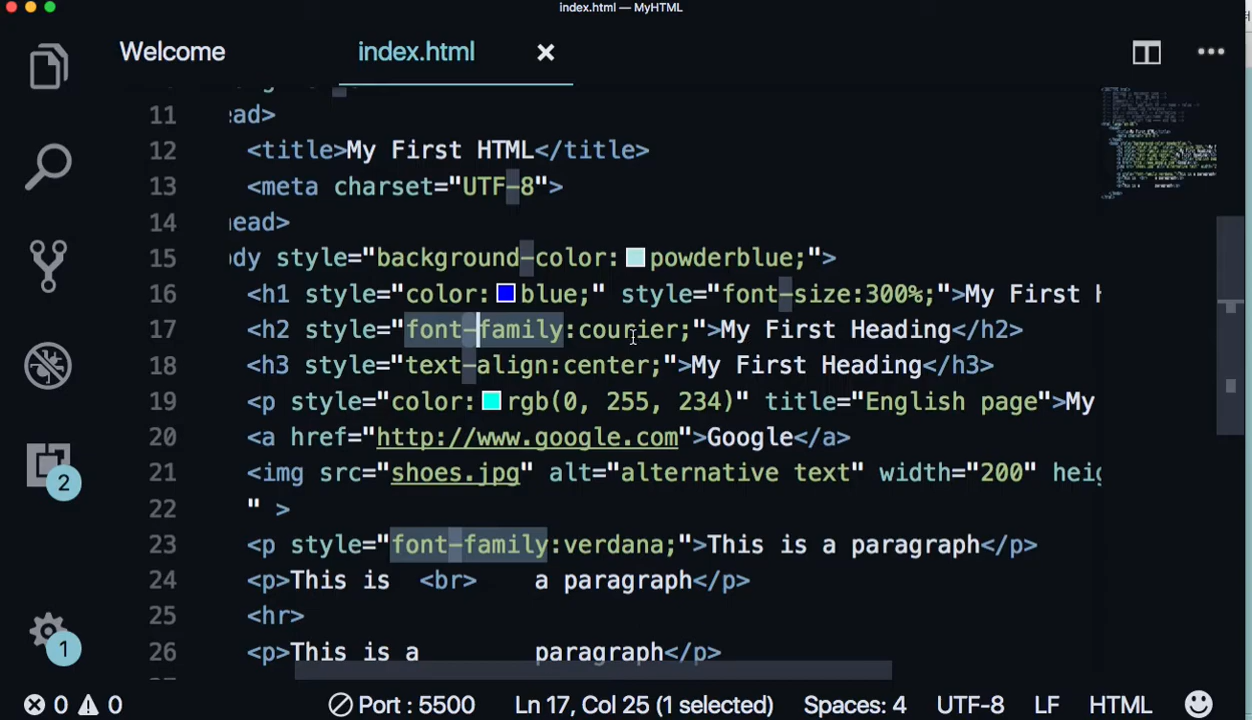 index.html — MyHTML
Welcome
index.html
11 ead>
12 <title>My First HTML</title>
13 <meta charset="UTF-8">
14 head>
15 ody style="background-color: powderblue;">
16 <h1 style="color: blue;" style="font-size:300%;">My First
17 <h2 style="font-family:courier;">My First Heading</h2>
18 <h3 style="text-align:center;">My First Heading</h3>
19 <p style="color: rgb(0, 255, 234)" title="English page">My
20 <a href="http://www.google.com">Google</a>
21 <img src="shoes.jpg" alt="alternative text" width="200" heig
22 " >
23 <p style="font-family:verdana;">This is a paragraph</p>
24 <p>This is  <br>    a paragraph</p>
25 <hr>
26 <p>This is a        paragraph</p>
2
1
0 0 Port : 5500 Ln 17, Col 25 (1 selected) Spaces: 4 UTF-8 LF HTML